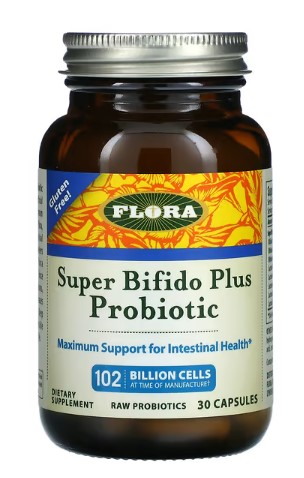 Gluten
Free!
FLORA
Super Bifido Plus
Probiotic
Maximum Support for Intestinal Health*
102 BILLION CELLS
AT TIME OF MANUFACTURE†
DIETARY
SUPPLEMENT
RAW PROBIOTICS 30 CAPSULES